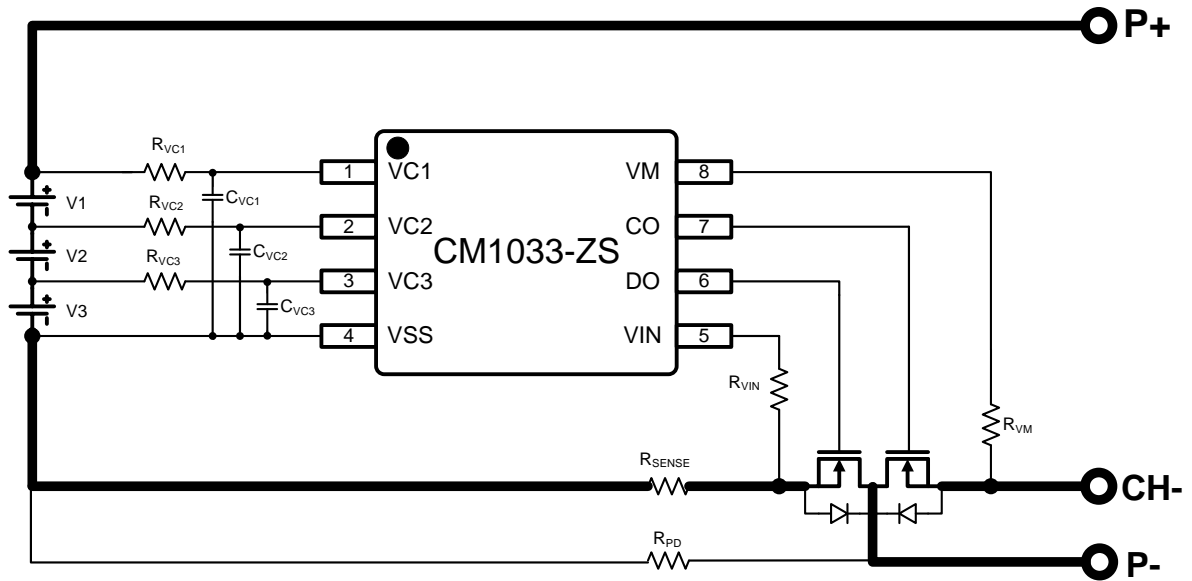 P+
RVC1
1
VC1
VM
8
CVC1
V1
RVC2
2
VC2
CO
7
CM1033-ZS
CVC2
V2
RVC3
3
VC3
DO
6
CVC3
V3
4
VSS
VIN
5
RVIN
RVM
RSENSE
CH-
RPD
P-